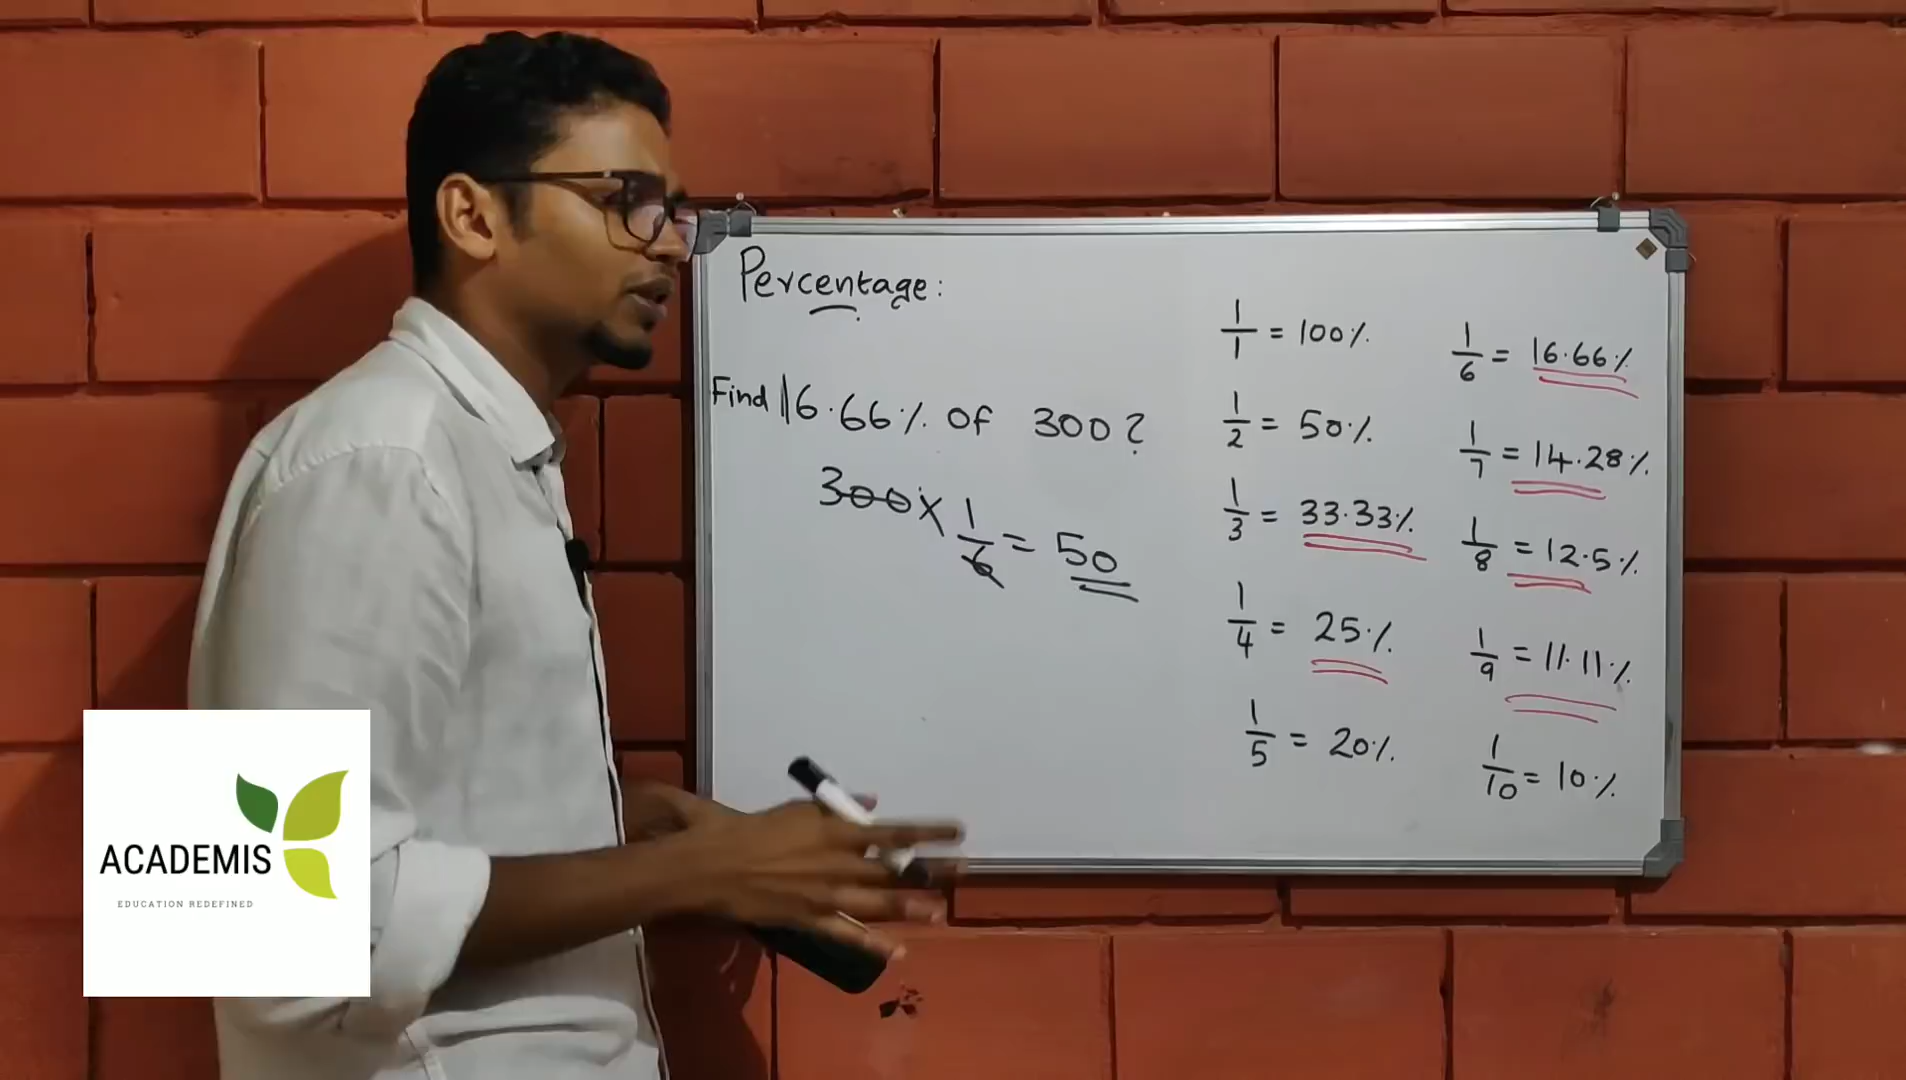 Percentage:
Find 16.66% of 300?
300 × 1/6 = 50
1/1 = 100%
1/2 = 50%
1/3 = 33.33%
1/4 = 25%
1/5 = 20%
1/6 = 16.66%
1/7 = 14.28%
1/8 = 12.5%
1/9 = 11.11%
1/10 = 10%
ACADEMIS
EDUCATION REDEFINED